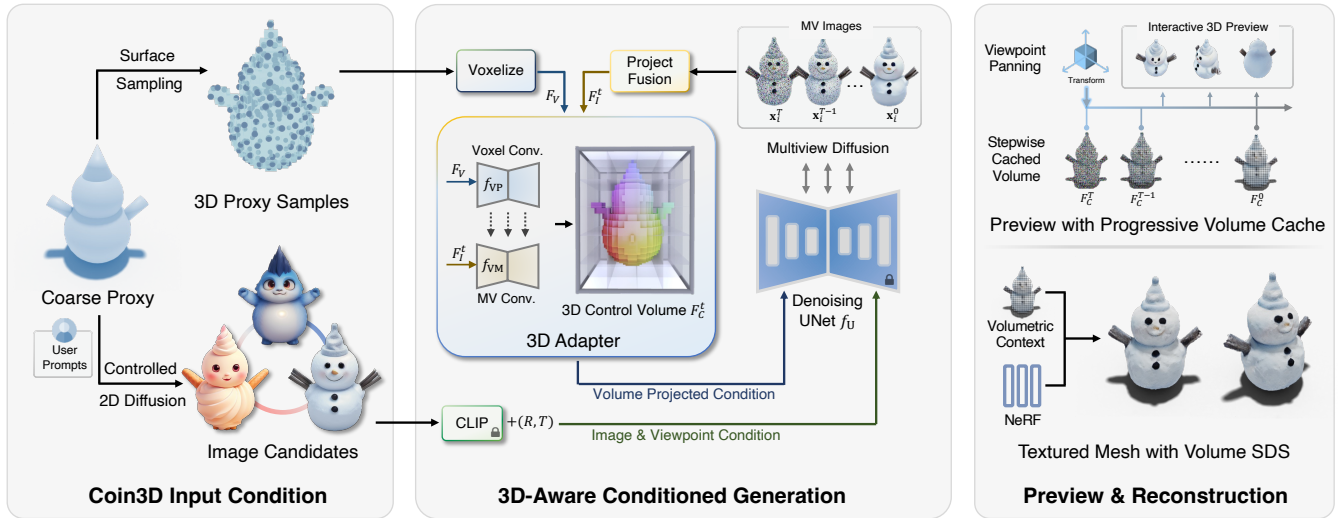 Surface
Sampling
3D Proxy Samples
Coarse Proxy
User
Prompts
Controlled
2D Diffusion
Image Candidates
Coin3D Input Condition
Voxelize
Project
Fusion
F_V
F_I^t
MV Images
x_i^T
x_i^{T-1}
...
x_i^0
Voxel Conv.
F_V
f_VP
F_I^t
f_VM
MV Conv.
3D Control Volume F_C^t
3D Adapter
Multiview Diffusion
Denoising
UNet f_U
Volume Projected Condition
CLIP
+(R, T)
Image & Viewpoint Condition
3D-Aware Conditioned Generation
Interactive 3D Preview
Viewpoint
Panning
Transform
Stepwise
Cached
Volume
......
F_C^T
F_C^{T-1}
F_C^0
Preview with Progressive Volume Cache
Volumetric
Context
NeRF
Textured Mesh with Volume SDS
Preview & Reconstruction